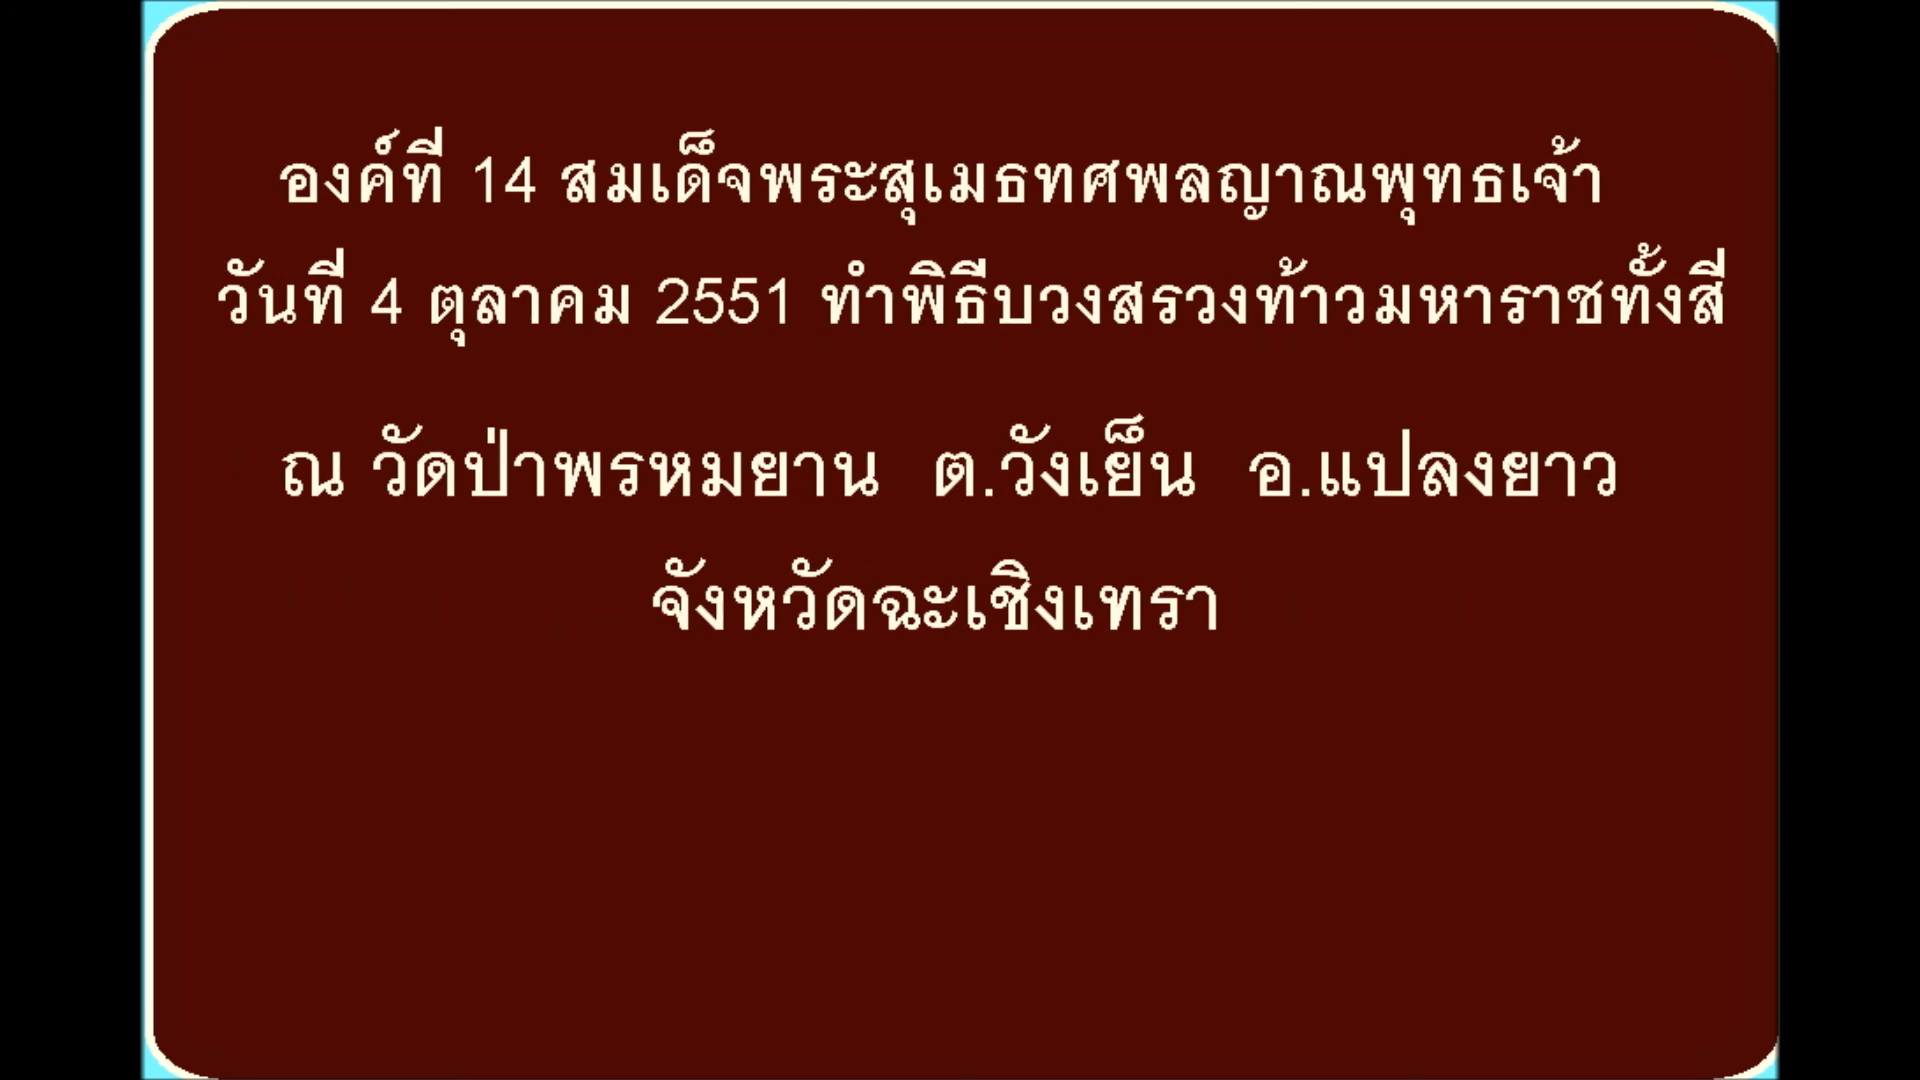 องค์ที่ 14 สมเด็จพระสุเมธทศพลญาณพุทธเจ้า
วันที่ 4 ตุลาคม 2551 ทำพิธีบวงสรวงท้าวมหาราชทั้งสี่
ณ วัดป่าพรหมยาน ต.วังเย็น อ.แปลงยาว
จังหวัดฉะเชิงเทรา